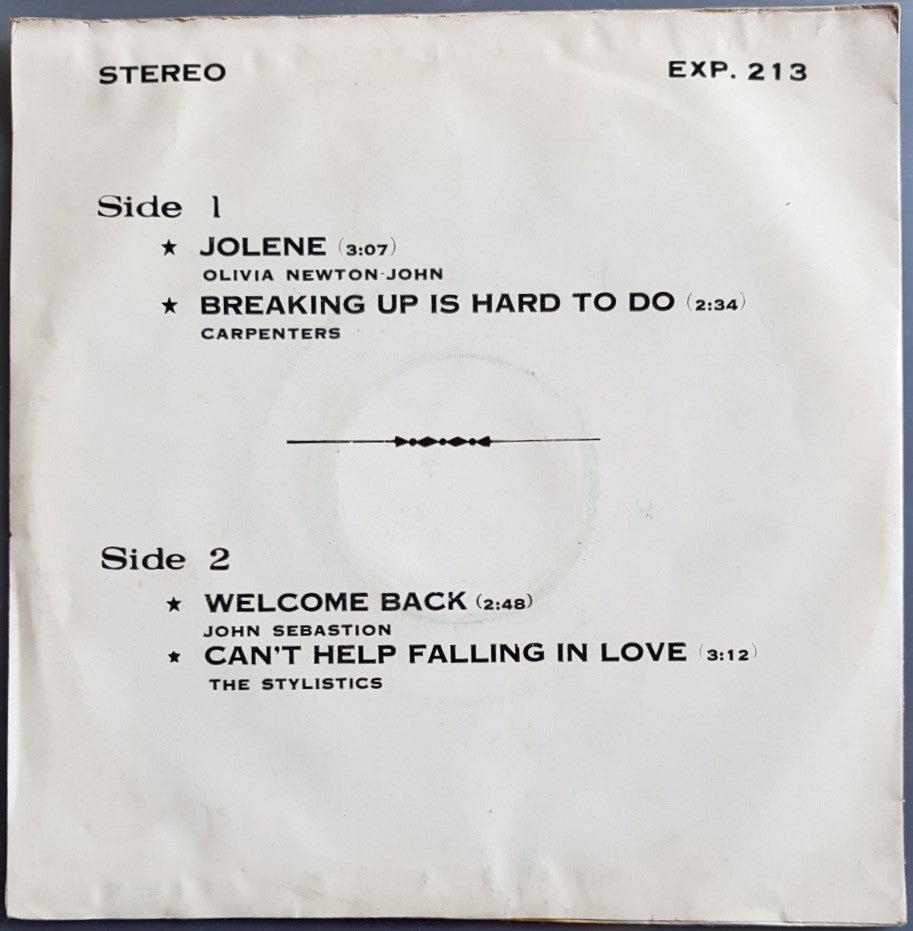 STEREO EXP. 213
Side 1
★ JOLENE (3:07)
OLIVIA NEWTON-JOHN
★ BREAKING UP IS HARD TO DO (2:34)
CARPENTERS
Side 2
★ WELCOME BACK (2:48)
JOHN SEBASTION
★ CAN'T HELP FALLING IN LOVE (3:12)
THE STYLISTICS